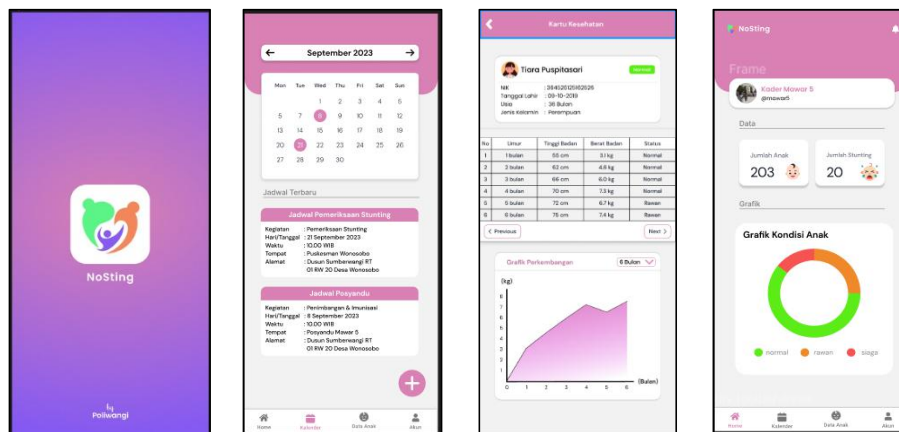 NoSting
by
Poliwangi
← September 2023 →
Mon Tue Wed Thu Fri Sat Sun
1 2 3 4 5
5 7 8 9 10 11 12
13 14 15 16 17 18 19
20 21 22 23 24 25 26
27 28 29 30
Jadwal Terbaru
Jadwal Pemeriksaan Stunting
Kegiatan : Pemeriksaan Stunting
Hari/Tanggal : 21 September 2023
Waktu : 10.00 WIB
Tempat : Puskesman Wonosobo
Alamat : Dusun Sumberwangi RT
01 RW 20 Desa Wonosobo
Jadwal Posyandu
Kegiatan : Penimbangan & Imunisasi
Hari/Tanggal : 8 September 2023
Waktu : 10.00 WIB
Tempat : Posyandu Mawar 5
Alamat : Dusun Sumberwangi RT
01 RW 20 Desa Wonosobo
+
Home Kalender Data Anak Akun
Kartu Kesehatan
Tiara Puspitasari Normal
NIK
Tanggal Lahir : 09-10-2019
Usia : 36 Bulan
Jenis Kelamin : Perempuan
No Umur Tinggi Badan Berat Badan Status
1 1 bulan 55 cm 3.1 kg Normal
2 2 bulan 62 cm 4.8 kg Normal
3 3 bulan 66 cm 6.0 kg Normal
4 4 bulan 70 cm 7.3 kg Normal
5 5 bulan 72 cm 6.7 kg Rawan
6 6 bulan 75 cm 7.4 kg Rawan
< Previous Next >
Grafik Perkembangan 6 Bulan
(kg)
8
7
6
5
4
3
2
1
0 1 2 3 4 5 6 (Bulan)
NoSting
Frame
Kader Mawar 5
@mawar5
Data
Jumlah Anak
203
Jumlah Stunting
20
Grafik
Grafik Kondisi Anak
normal rawan siaga
Home Kalender Data Anak Akun